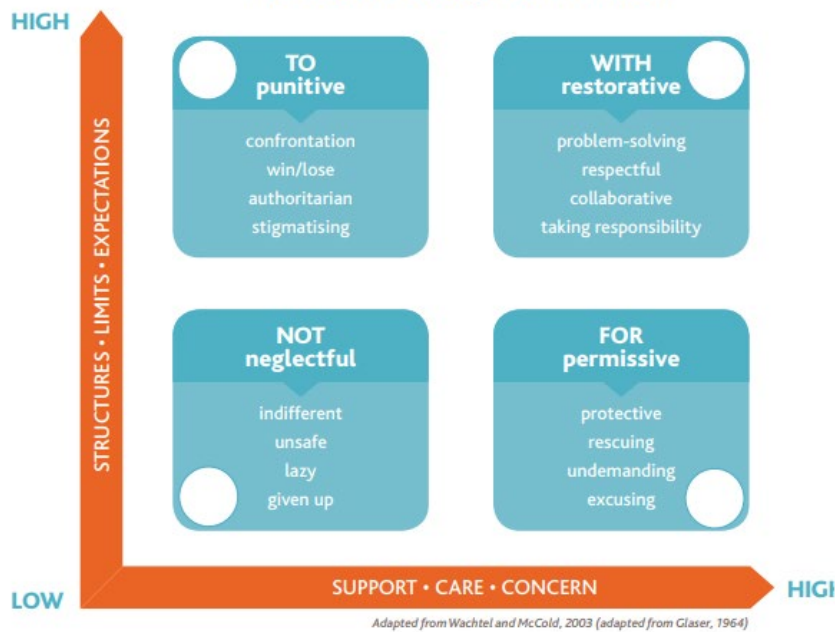 HIGH
STRUCTURES • LIMITS • EXPECTATIONS
TO
punitive
confrontation
win/lose
authoritarian
stigmatising
WITH
restorative
problem-solving
respectful
collaborative
taking responsibility
NOT
neglectful
indifferent
unsafe
lazy
given up
FOR
permissive
protective
rescuing
undemanding
excusing
LOW
SUPPORT • CARE • CONCERN
HIGH
Adapted from Wachtel and McCold, 2003 (adapted from Glaser, 1964)